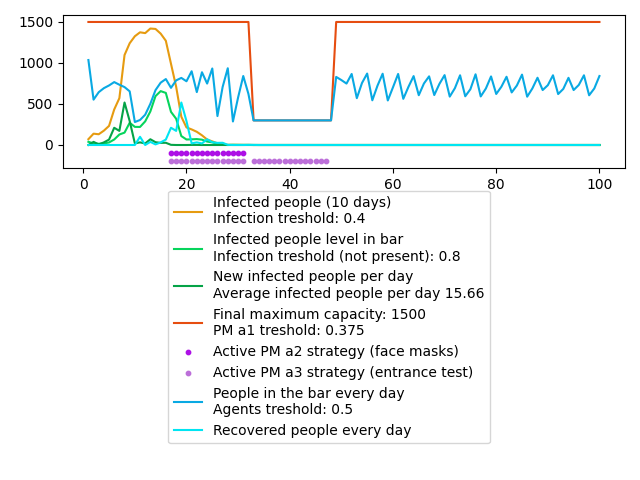 1500
1000
500
0
0
20
40
60
80
100
Infected people (10 days)
Infection treshold: 0.4
Infected people level in bar
Infection treshold (not present): 0.8
New infected people per day
Average infected people per day 15.66
Final maximum capacity: 1500
PM a1 treshold: 0.375
Active PM a2 strategy (face masks)
Active PM a3 strategy (entrance test)
People in the bar every day
Agents treshold: 0.5
Recovered people every day